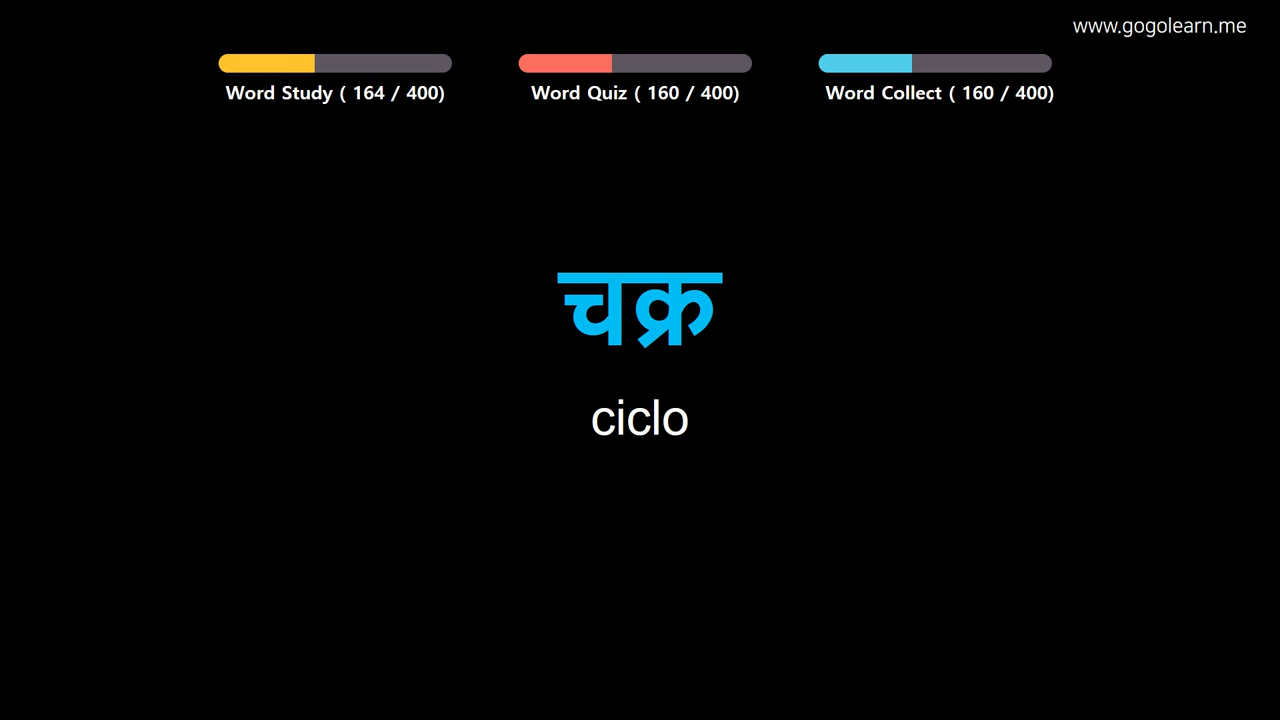 www.gogolearn.me
Word Study ( 164 / 400)
Word Quiz ( 160 / 400)
Word Collect ( 160 / 400)
चक्र
ciclo